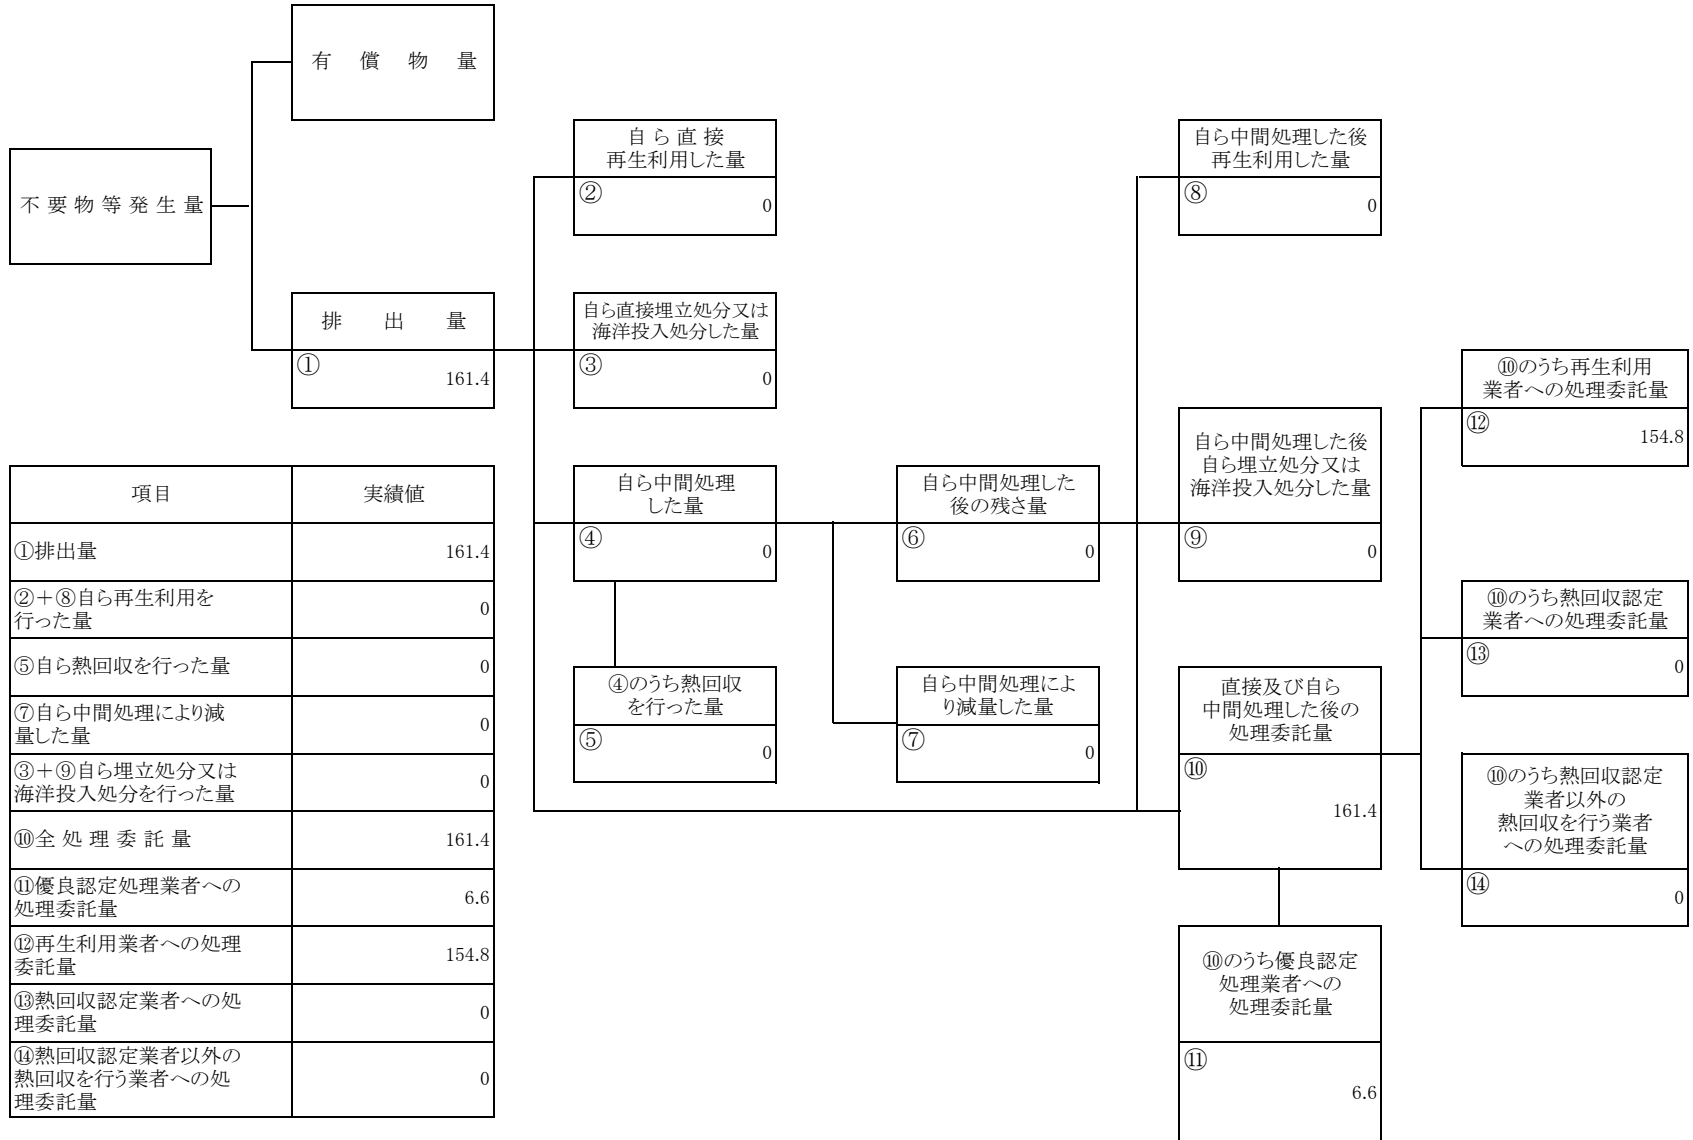 有 償 物 量
不 要 物 等 発 生 量
排 出 量
①
161.4
自 ら 直 接
再生利用した量
②
0
自ら直接埋立処分又は
海洋投入処分した量
③
0
自ら中間処理
した量
④
0
④のうち熱回収
を行った量
⑤
0
自ら中間処理した
後の残さ量
⑥
0
自ら中間処理によ
り減量した量
⑦
0
自ら中間処理した後
再生利用した量
⑧
0
自ら中間処理した後
自ら埋立処分又は
海洋投入処分した量
⑨
0
直接及び自ら
中間処理した後の
処理委託量
⑩
161.4
⑩のうち優良認定
処理業者への
処理委託量
⑪
6.6
⑩のうち再生利用
業者への処理委託量
⑫
154.8
⑩のうち熱回収認定
業者への処理委託量
⑬
0
⑩のうち熱回収認定
業者以外の
熱回収を行う業者
への処理委託量
⑭
0
項目 実績値
①排出量 161.4
②＋⑧自ら再生利用を
行った量
0
⑤自ら熱回収を行った量 0
⑦自ら中間処理により減
量した量
0
③＋⑨自ら埋立処分又は
海洋投入処分を行った量
0
⑩全 処 理 委 託 量 161.4
⑪優良認定処理業者への
処理委託量
6.6
⑫再生利用業者への処理
委託量
154.8
⑬熱回収認定業者への処
理委託量
0
⑭熱回収認定業者以外の
熱回収を行う業者への処
理委託量
0